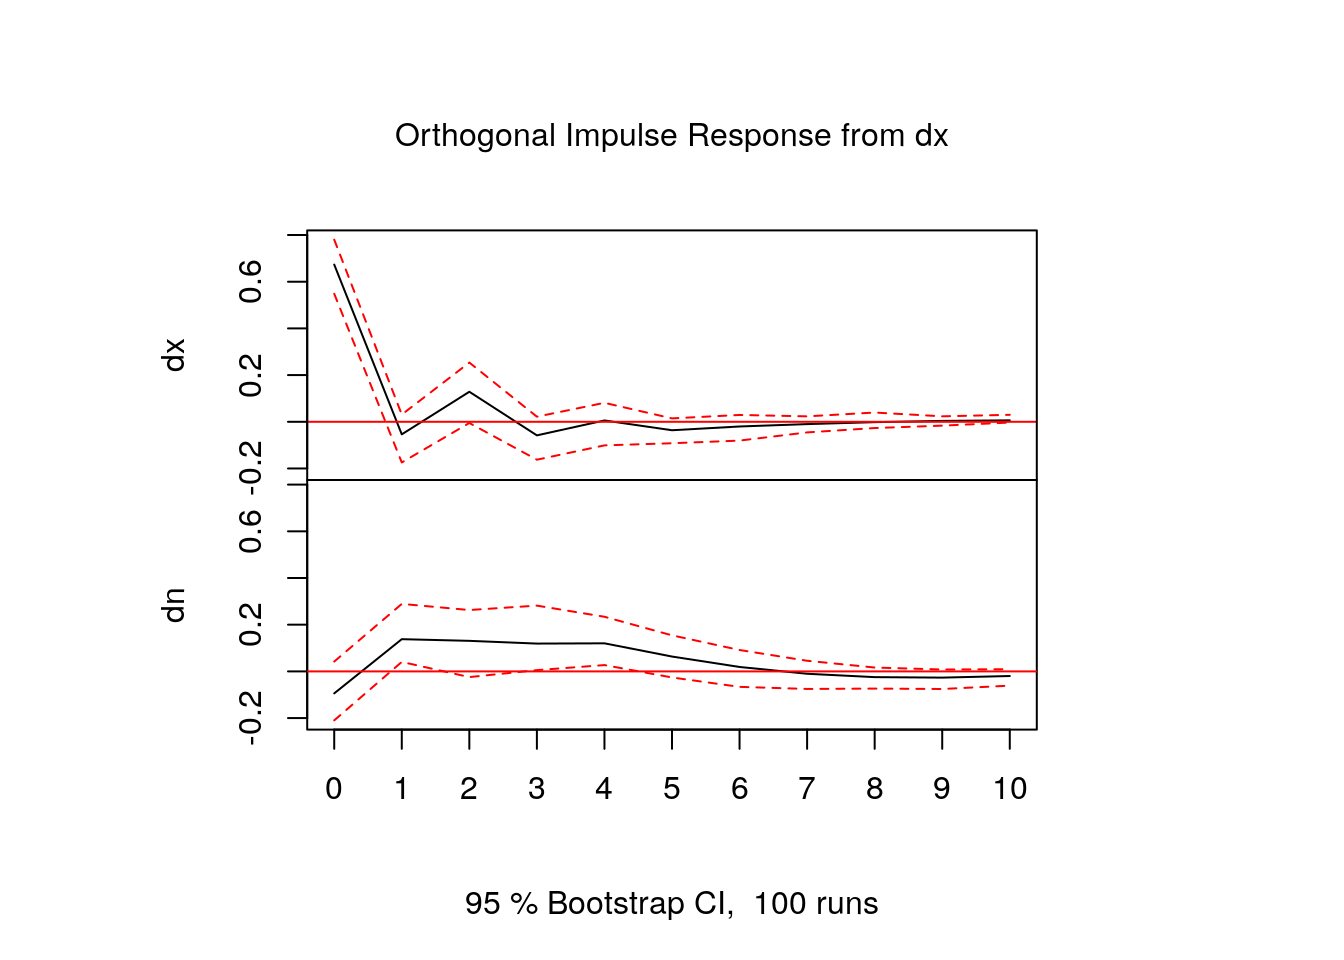 Orthogonal Impulse Response from dx
dx
0.6
0.2
-0.2
dn
0.6
0.2
-0.2
0 1 2 3 4 5 6 7 8 9 10
95 % Bootstrap CI,  100 runs